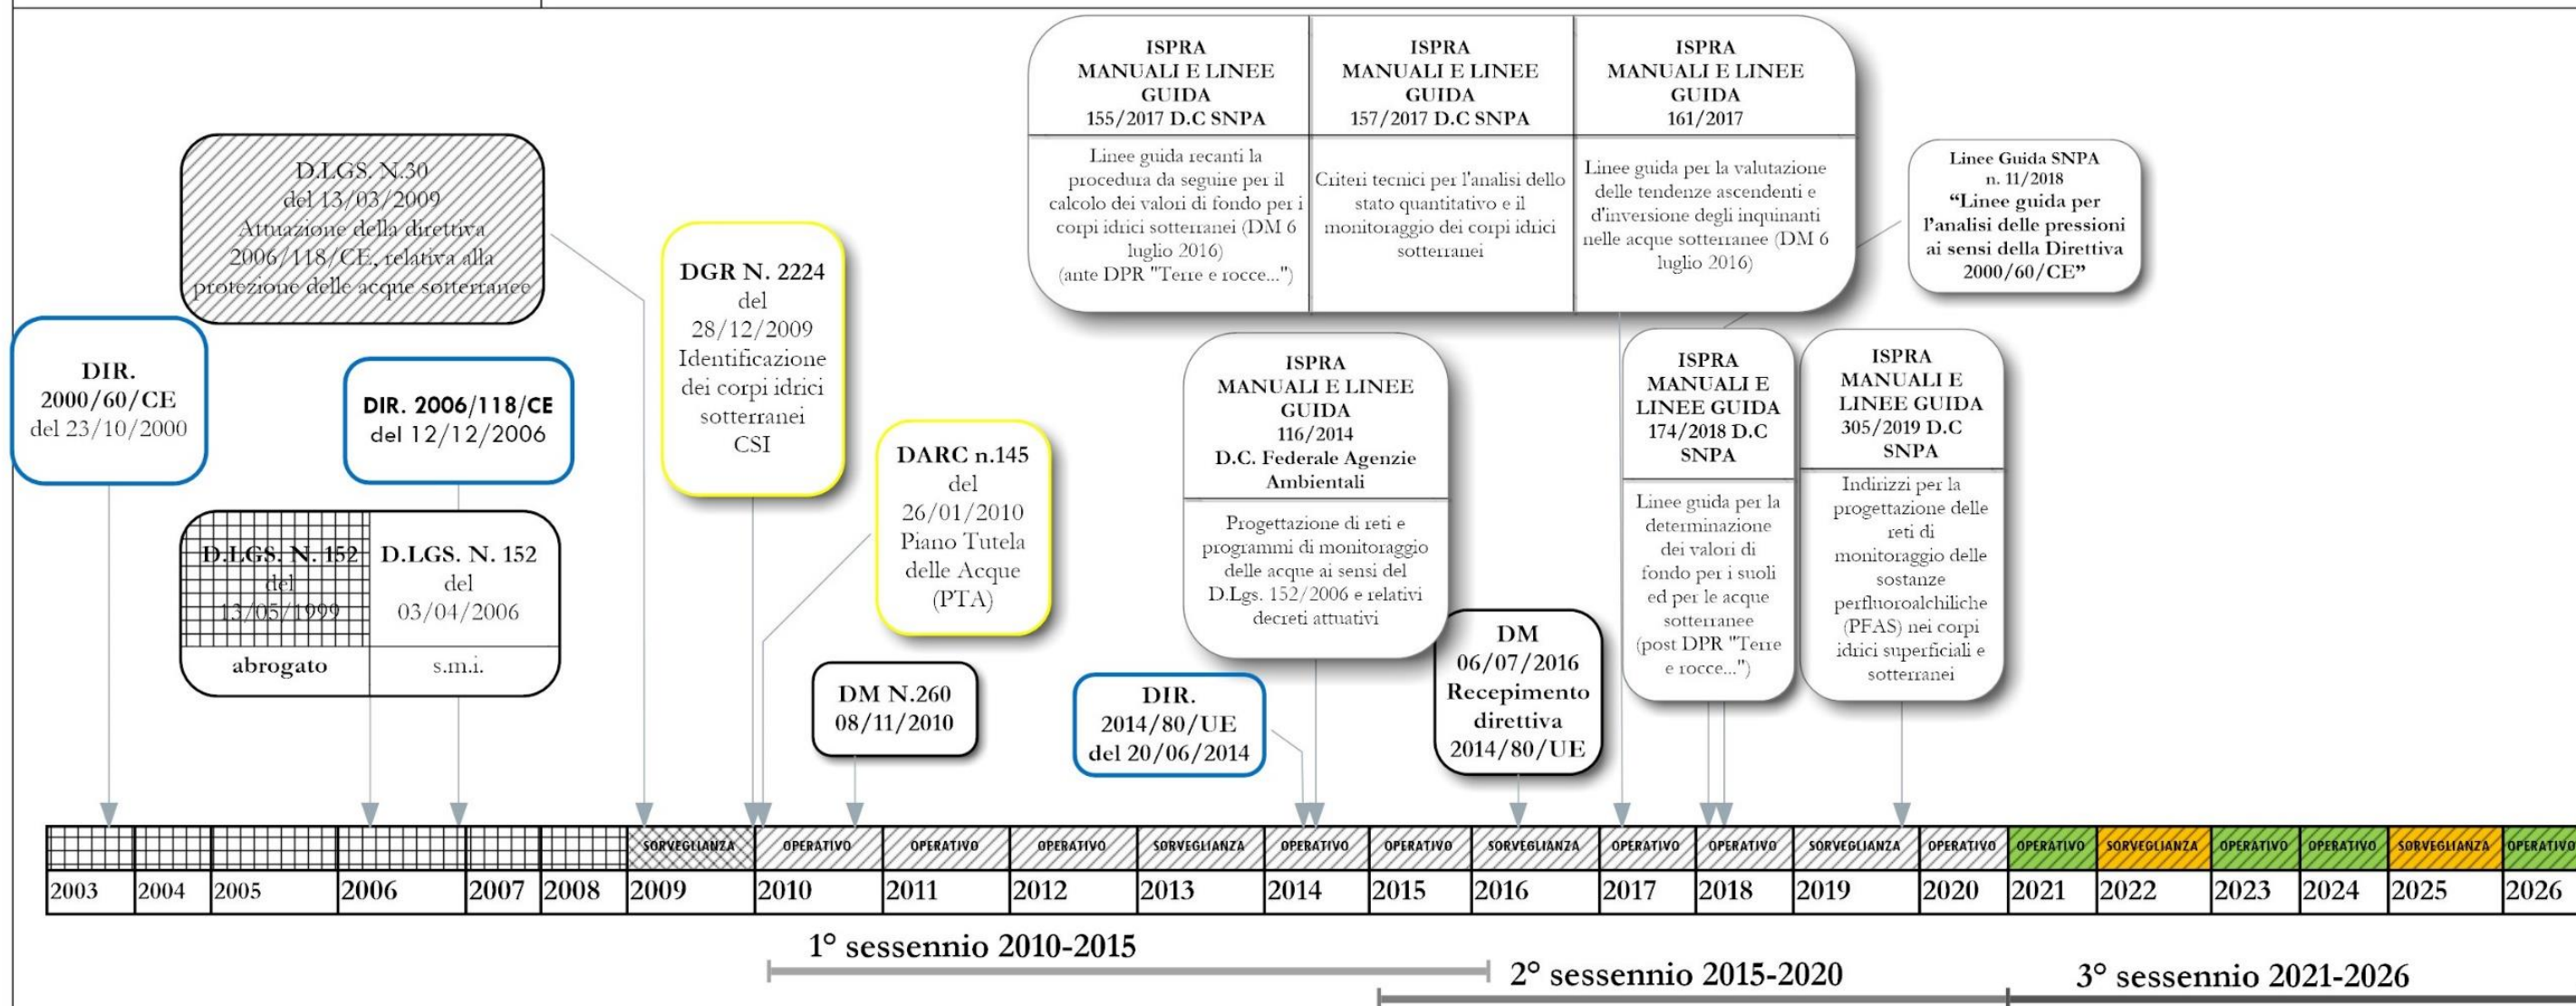 ISPRA
MANUALI E LINEE
GUIDA
155/2017 D.C SNPA
Linee guida recanti la
procedura da seguire per il
calcolo dei valori di fondo per i
corpi idrici sotterranei (DM 6
luglio 2016)
(ante DPR "Terre e rocce...")
ISPRA
MANUALI E LINEE
GUIDA
157/2017 D.C SNPA
Criteri tecnici per l'analisi dello
stato quantitativo e il
monitoraggio dei corpi idrici
sotterranei
ISPRA
MANUALI E LINEE
GUIDA
161/2017
Linee guida per la valutazione
delle tendenze ascendenti e
d'inversione degli inquinanti
nelle acque sotterranee (DM 6
luglio 2016)
Linee Guida SNPA
n. 11/2018
“Linee guida per
l’analisi delle pressioni
ai sensi della Direttiva
2000/60/CE”
D.LGS. N.30
del 13/03/2009
Attuazione della direttiva
2006/118/CE, relativa alla
protezione delle acque sotterranee
DGR N. 2224
del
28/12/2009
Identificazione
dei corpi idrici
sotterranei
CSI
DIR.
2000/60/CE
del 23/10/2000
DIR. 2006/118/CE
del 12/12/2006
DARC n.145
del
26/01/2010
Piano Tutela
delle Acque
(PTA)
ISPRA
MANUALI E LINEE
GUIDA
116/2014
D.C. Federale Agenzie
Ambientali
Progettazione di reti e
programmi di monitoraggio
delle acque ai sensi del
D.Lgs. 152/2006 e relativi
decreti attuativi
ISPRA
MANUALI E
LINEE GUIDA
174/2018 D.C
SNPA
Linee guida per la
determinazione
dei valori di
fondo per i suoli
ed per le acque
sotterranee
(post DPR "Terre
e rocce...")
ISPRA
MANUALI E
LINEE GUIDA
305/2019 D.C
SNPA
Indirizzi per la
progettazione delle
reti di
monitoraggio delle
sostanze
perfluoroalchiliche
(PFAS) nei corpi
idrici superficiali e
sotterranei
D.LGS. N. 152
del
13/05/1999
abrogato
D.LGS. N. 152
del
03/04/2006
s.m.i.
DM N.260
08/11/2010
DIR.
2014/80/UE
del 20/06/2014
DM
06/07/2016
Recepimento
direttiva
2014/80/UE
SORVEGLIANZA OPERATIVO OPERATIVO OPERATIVO SORVEGLIANZA OPERATIVO OPERATIVO SORVEGLIANZA OPERATIVO OPERATIVO SORVEGLIANZA OPERATIVO OPERATIVO SORVEGLIANZA OPERATIVO OPERATIVO SORVEGLIANZA OPERATIVO
2003 2004 2005 2006 2007 2008 2009 2010 2011 2012 2013 2014 2015 2016 2017 2018 2019 2020 2021 2022 2023 2024 2025 2026
1° sessennio 2010-2015
2° sessennio 2015-2020
3° sessennio 2021-2026